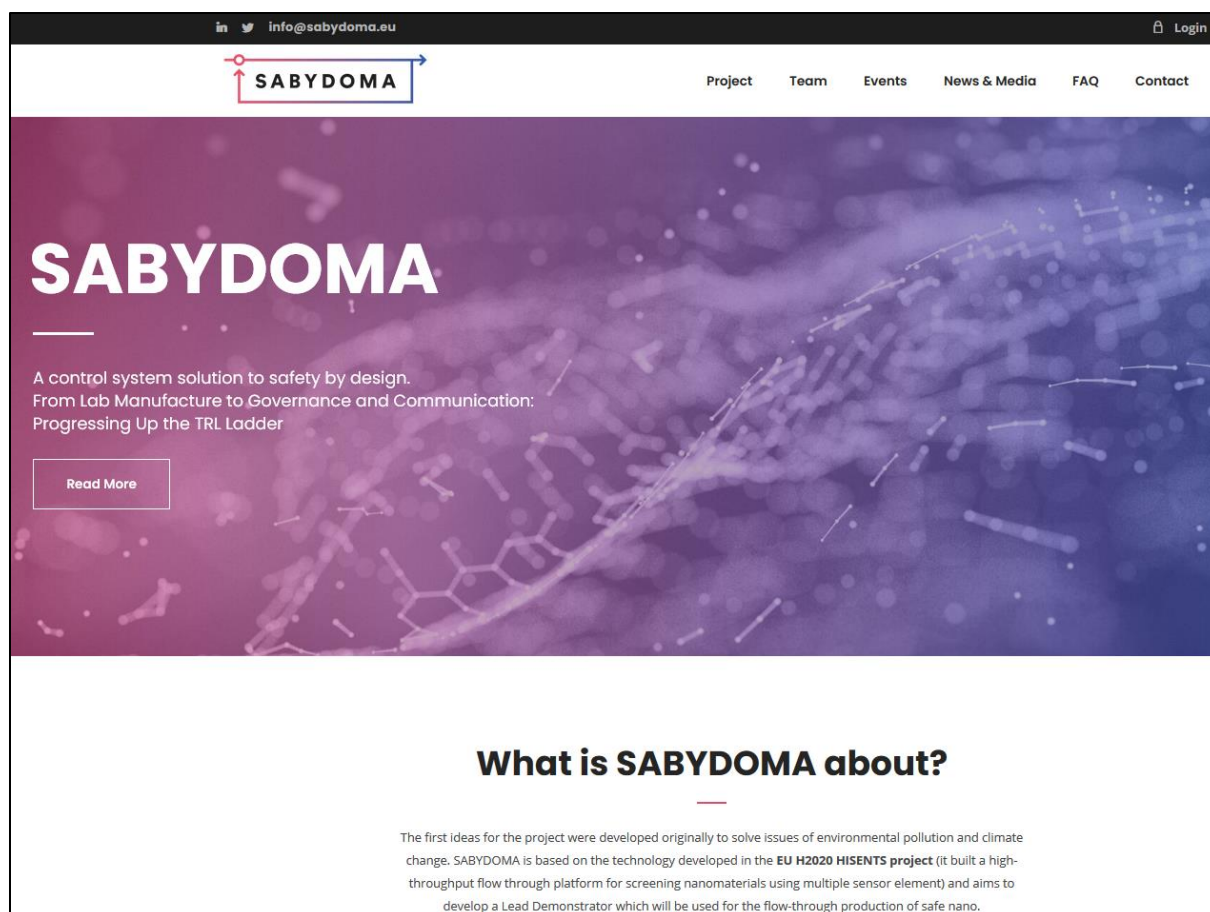 info@sabydoma.eu
Login
SABYDOMA
Project Team Events News & Media FAQ Contact
SABYDOMA
A control system solution to safety by design.
From Lab Manufacture to Governance and Communication:
Progressing Up the TRL Ladder
Read More
What is SABYDOMA about?
The first ideas for the project were developed originally to solve issues of environmental pollution and climate
change. SABYDOMA is based on the technology developed in the EU H2020 HISENTS project (it built a high-
throughput flow through platform for screening nanomaterials using multiple sensor element) and aims to
develop a Lead Demonstrator which will be used for the flow-through production of safe nano.